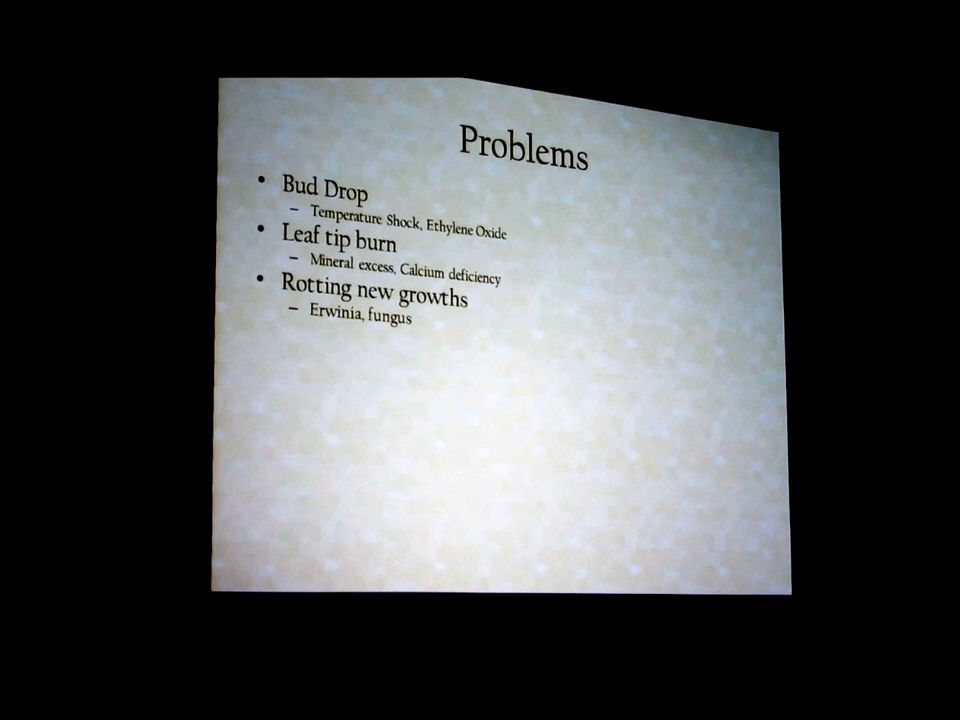 Problems
• Bud Drop
– Temperature Shock, Ethylene Oxide
• Leaf tip burn
– Mineral excess, Calcium deficiency
• Rotting new growths
– Erwinia, fungus